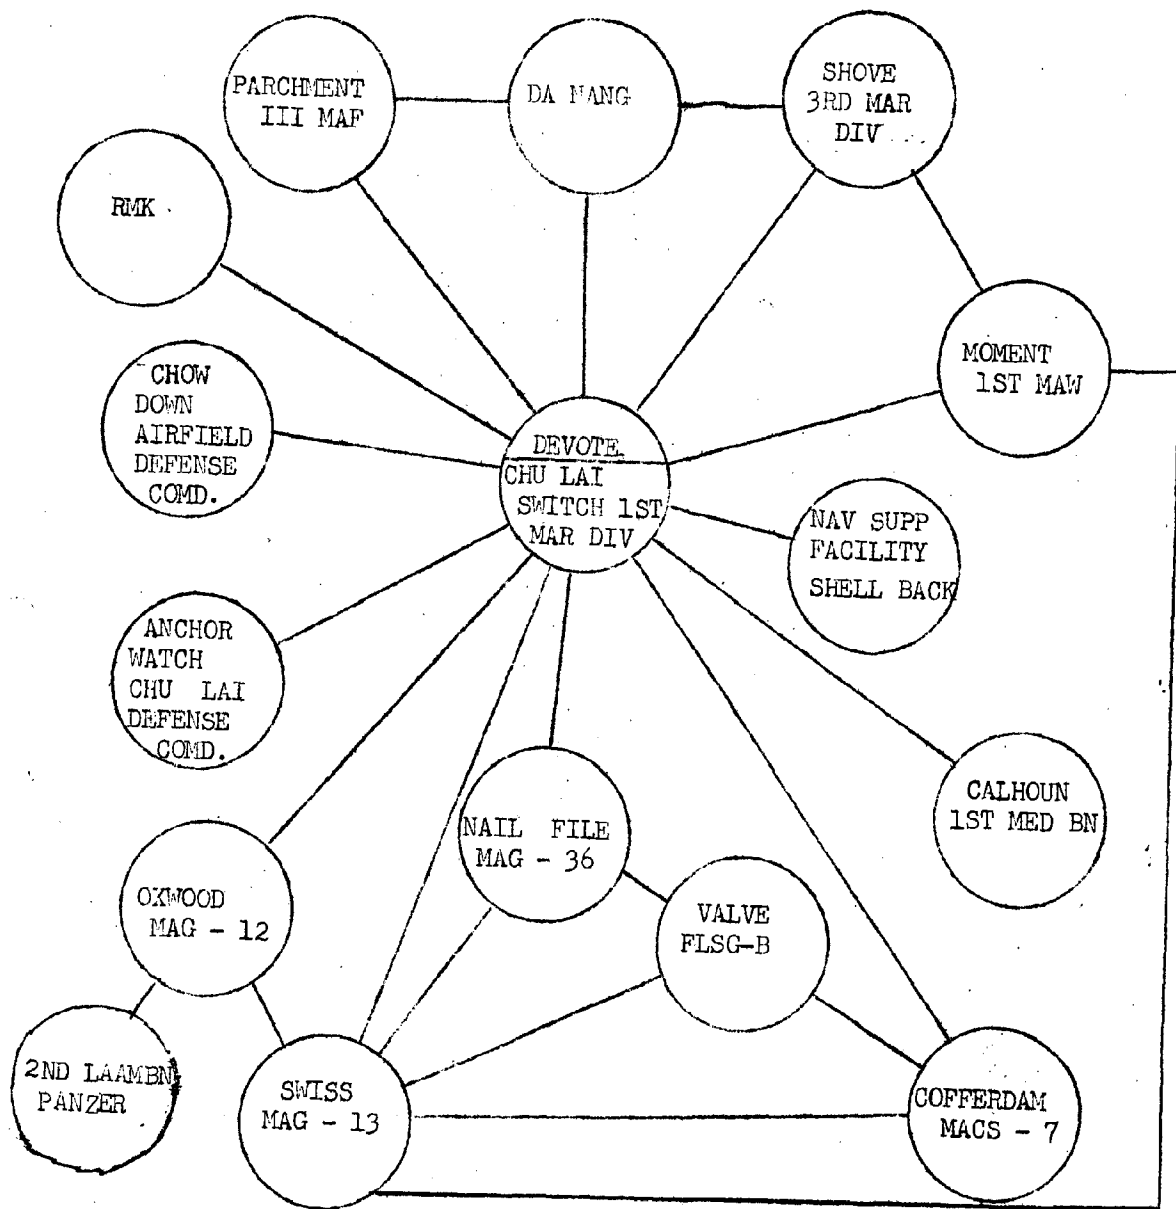 PARCHMENT
III MAF
DA NANG
SHOVE
3RD MAR
DIV
RMK
MOMENT
1ST MAW
CHOW
DOWN
AIRFIELD
DEFENSE
COMD.
DEVOTE
CHU LAI
SWITCH 1ST
MAR DIV
NAV SUPP
FACILITY
SHELL BACK
ANCHOR
WATCH
CHU LAI
DEFENSE
COMD.
NAIL FILE
MAG - 36
CALHOUN
1ST MED BN
OXWOOD
MAG - 12
VALVE
FLSG-B
2ND LAAMBN
PANZER
SWISS
MAG - 13
COFFERDAM
MACS - 7